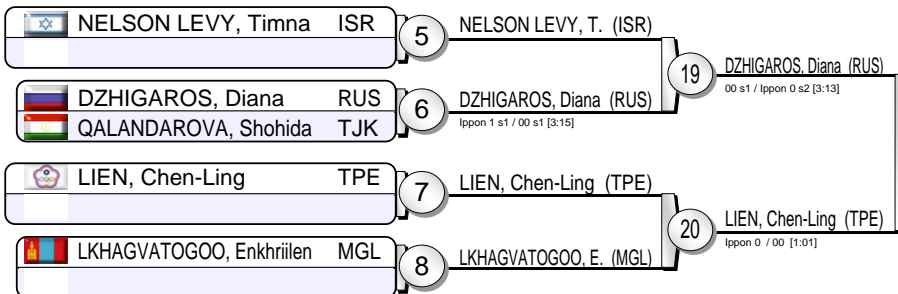 NELSON LEVY, Timna ISR
5
NELSON LEVY, T. (ISR)
19
DZHIGAROS, Diana (RUS)
00 s1 / Ippon 0 s2 [3:13]
DZHIGAROS, Diana RUS
6
DZHIGAROS, Diana (RUS)
Ippon 1 s1 / 00 s1 [3:15]
QALANDAROVA, Shohida TJK
LIEN, Chen-Ling TPE
7
LIEN, Chen-Ling (TPE)
20
LIEN, Chen-Ling (TPE)
Ippon 0 / 00 [1:01]
LKHAGVATOGOO, Enkhriilen MGL
8
LKHAGVATOGOO, E. (MGL)